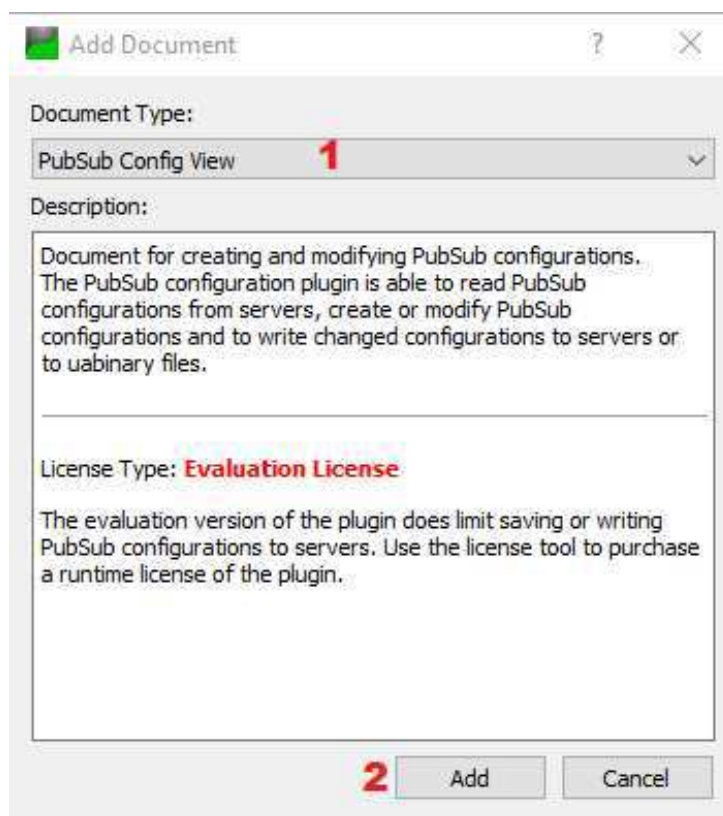 Add Document
?
Document Type:
PubSub Config View 1
Description:
Document for creating and modifying PubSub configurations.
The PubSub configuration plugin is able to read PubSub
configurations from servers, create or modify PubSub
configurations and to write changed configurations to servers or
to uabinary files.
License Type: Evaluation License
The evaluation version of the plugin does limit saving or writing
PubSub configurations to servers. Use the license tool to purchase
a runtime license of the plugin.
2 Add Cancel